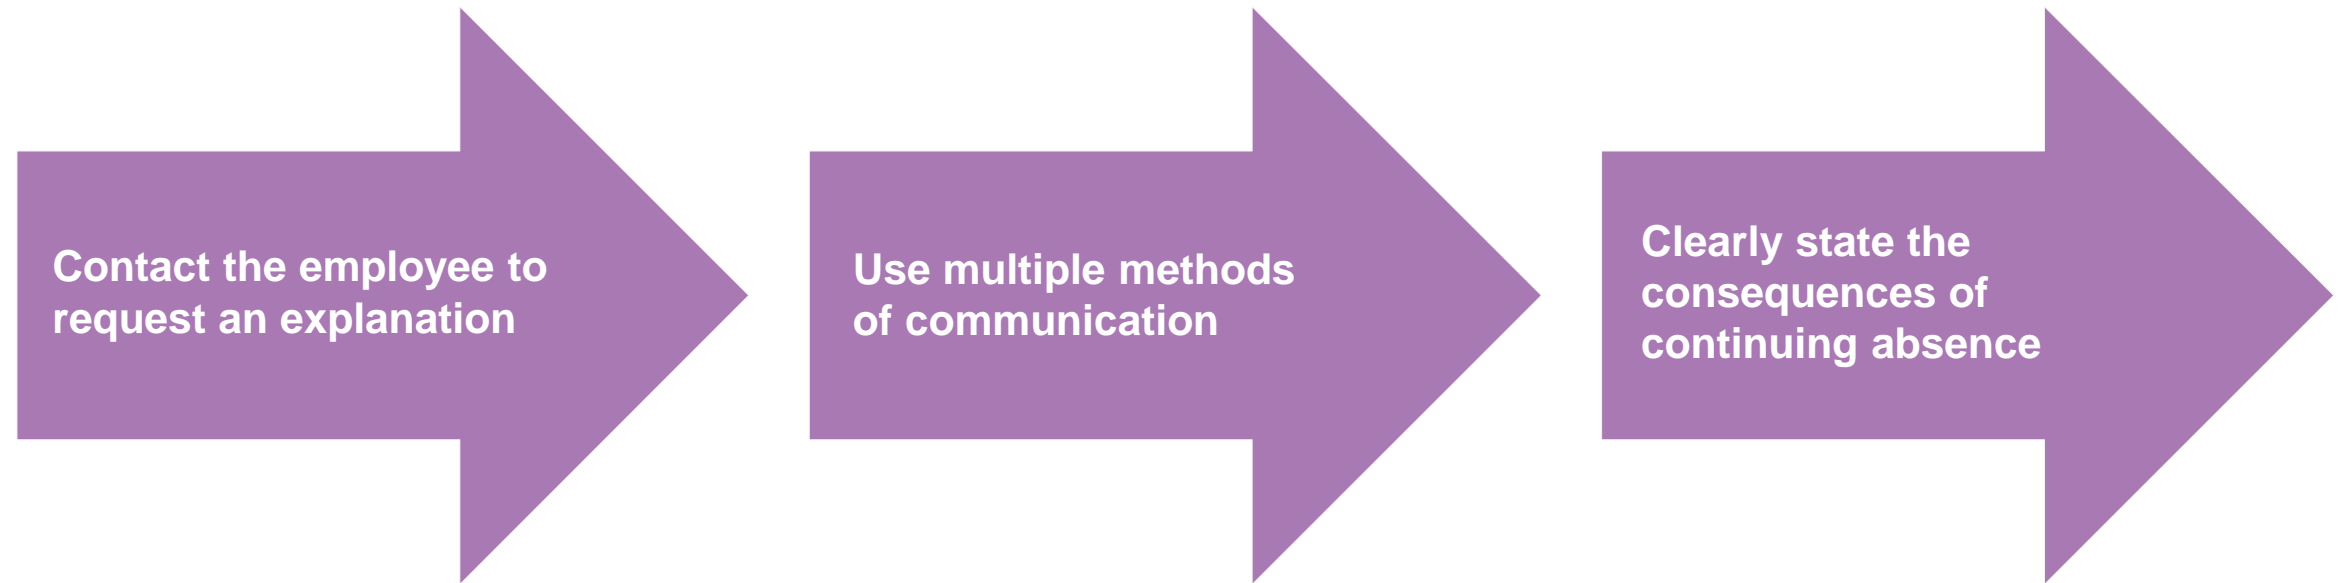 Contact the employee to
request an explanation
Use multiple methods
of communication
Clearly state the
consequences of
continuing absence